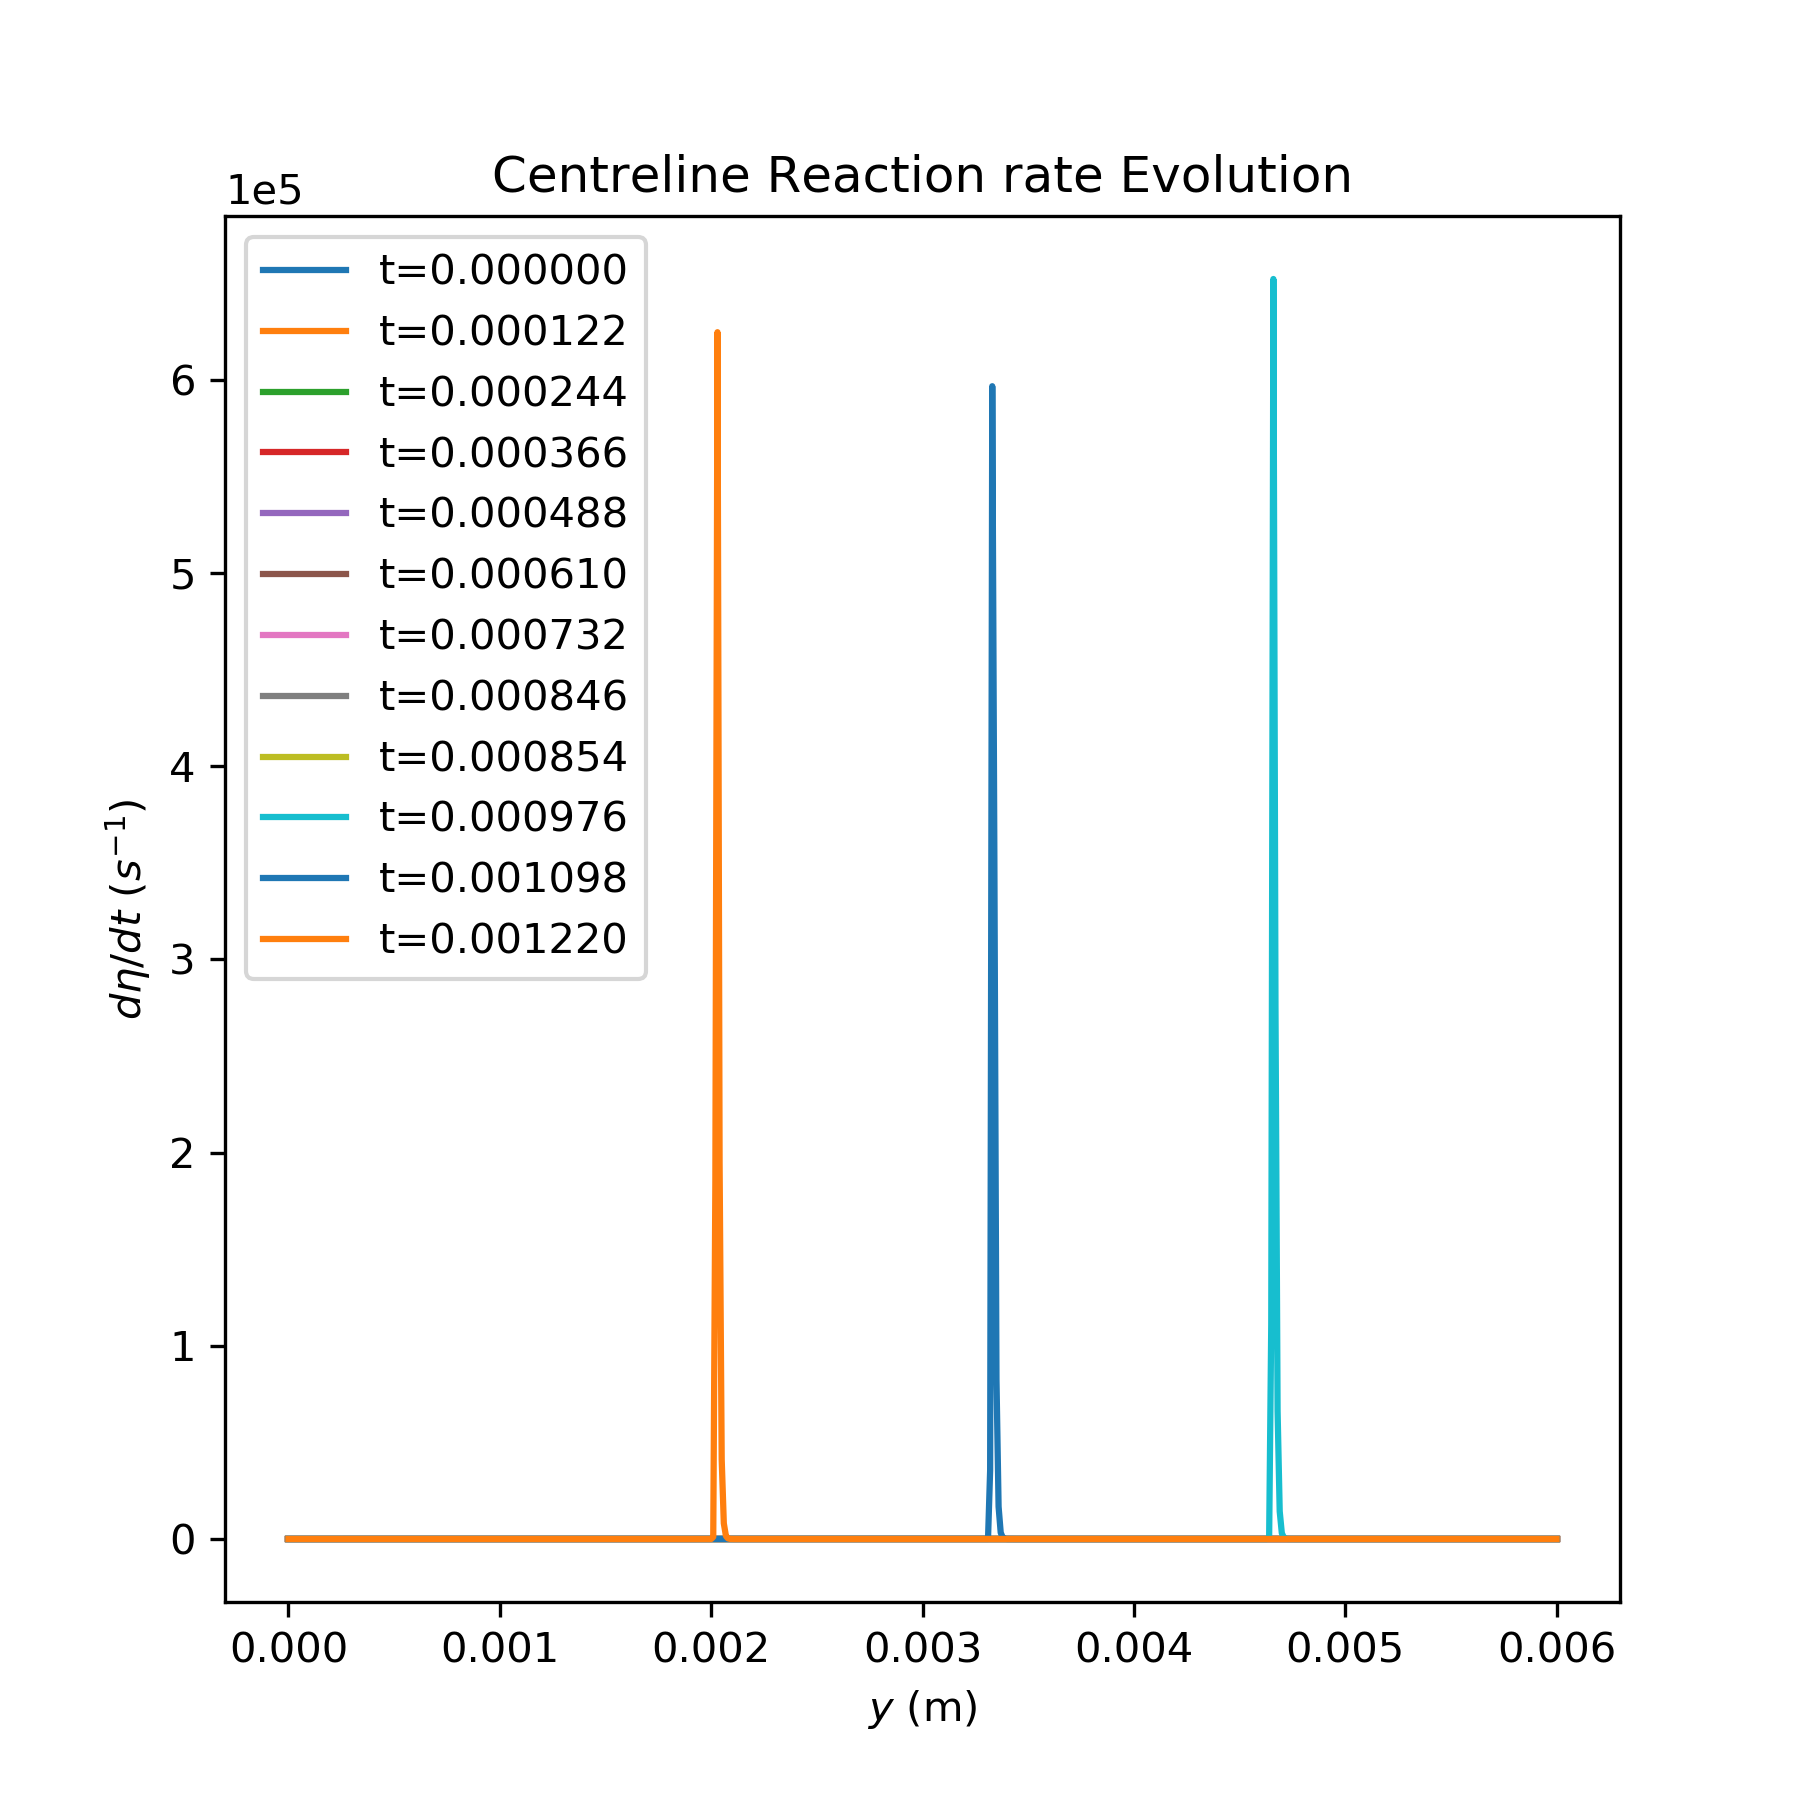 Centreline Reaction rate Evolution
1e5
t=0.000000
t=0.000122
t=0.000244
t=0.000366
t=0.000488
t=0.000610
t=0.000732
t=0.000846
t=0.000854
t=0.000976
t=0.001098
t=0.001220
6
5
4
3
2
1
0
dη/dt (s⁻¹)
0.000 0.001 0.002 0.003 0.004 0.005 0.006
y (m)